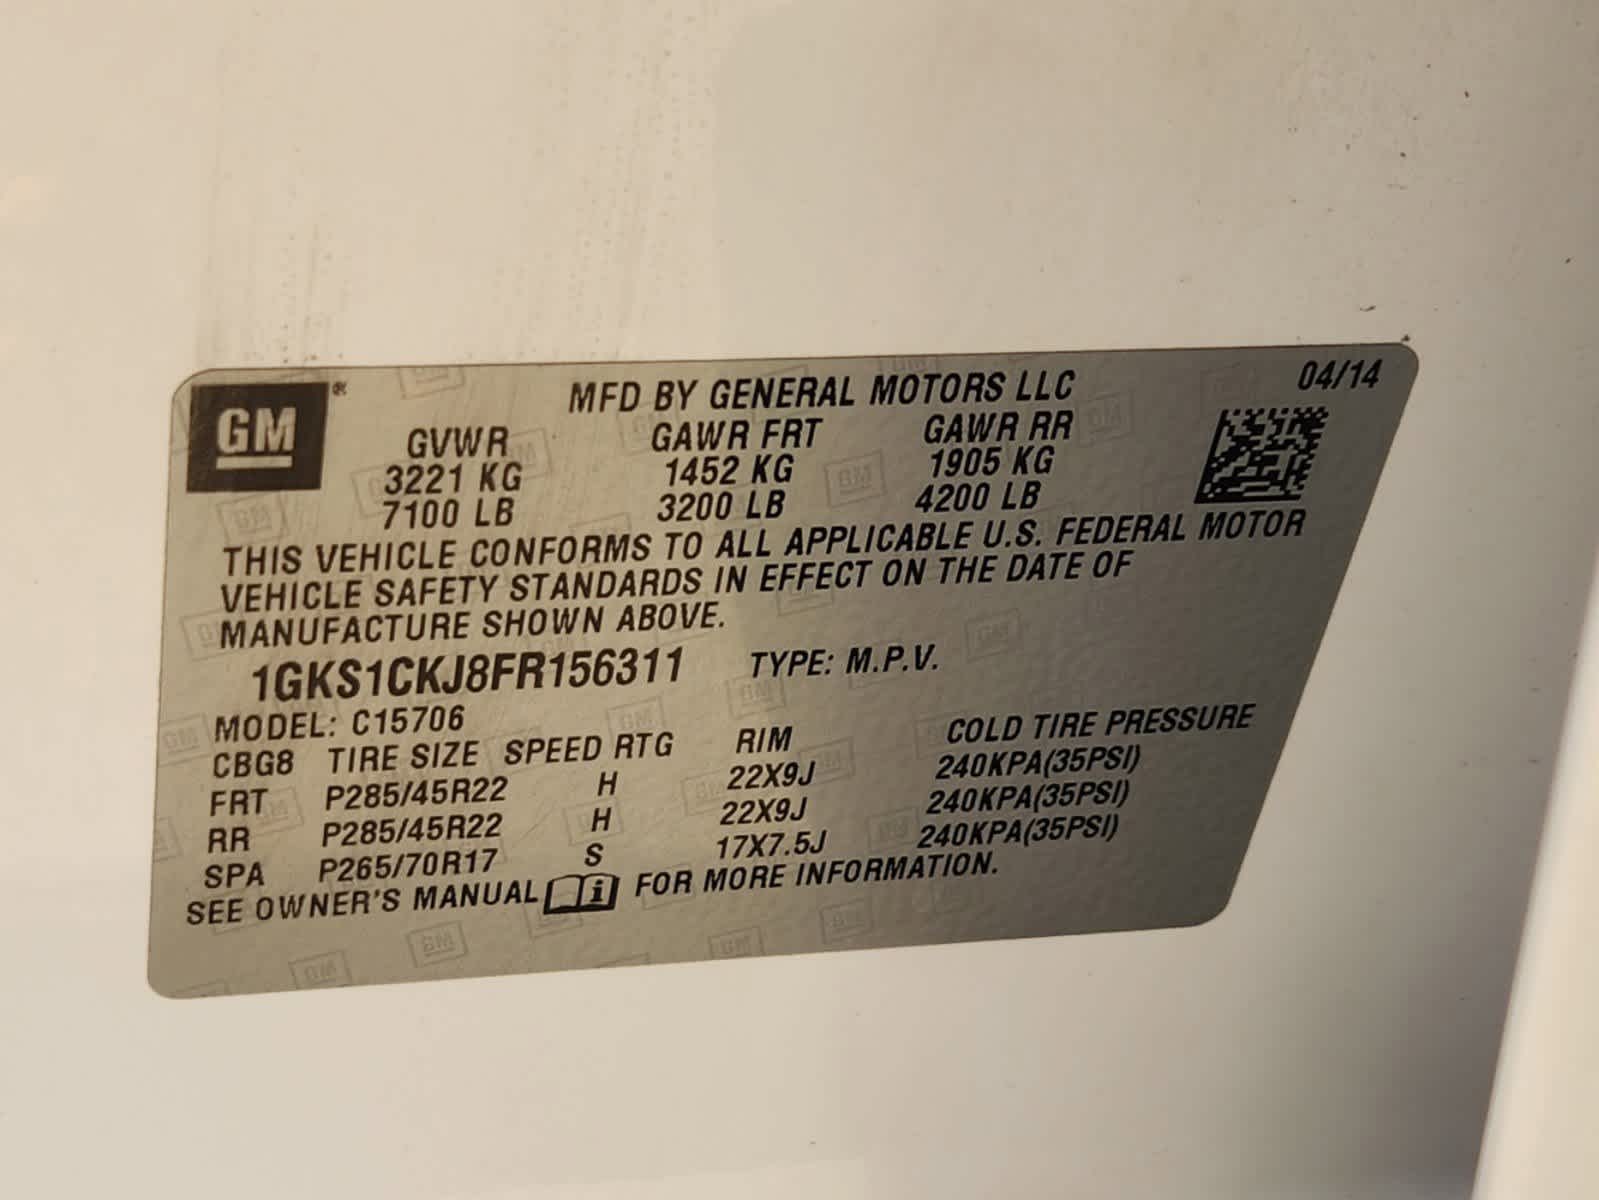 GM ® MFD BY GENERAL MOTORS LLC 04/14
GVWR GAWR FRT GAWR RR
3221 KG 1452 KG 1905 KG
7100 LB 3200 LB 4200 LB
THIS VEHICLE CONFORMS TO ALL APPLICABLE U.S. FEDERAL MOTOR
VEHICLE SAFETY STANDARDS IN EFFECT ON THE DATE OF
MANUFACTURE SHOWN ABOVE.
1GKS1CKJ8FR156311 TYPE: M.P.V.
MODEL: C15706
CBG8 TIRE SIZE SPEED RTG RIM COLD TIRE PRESSURE
FRT P285/45R22 H 22X9J 240KPA(35PSI)
RR P285/45R22 H 22X9J 240KPA(35PSI)
SPA P265/70R17 S 17X7.5J 240KPA(35PSI)
SEE OWNER'S MANUAL i FOR MORE INFORMATION.